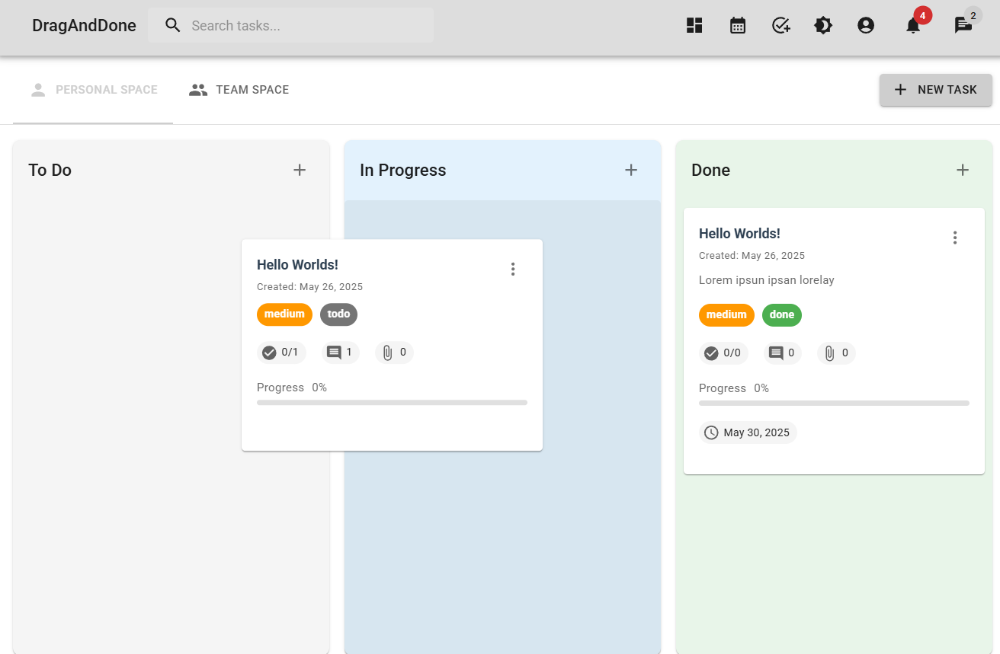 DragAndDone
Search tasks...
4
2
PERSONAL SPACE
TEAM SPACE
NEW TASK
To Do
In Progress
Done
Hello Worlds!
Created: May 26, 2025
medium
todo
0/1
1
0
Progress 0%
Hello Worlds!
Created: May 26, 2025
Lorem ipsun ipsan lorelay
medium
done
0/0
0
0
Progress 0%
May 30, 2025